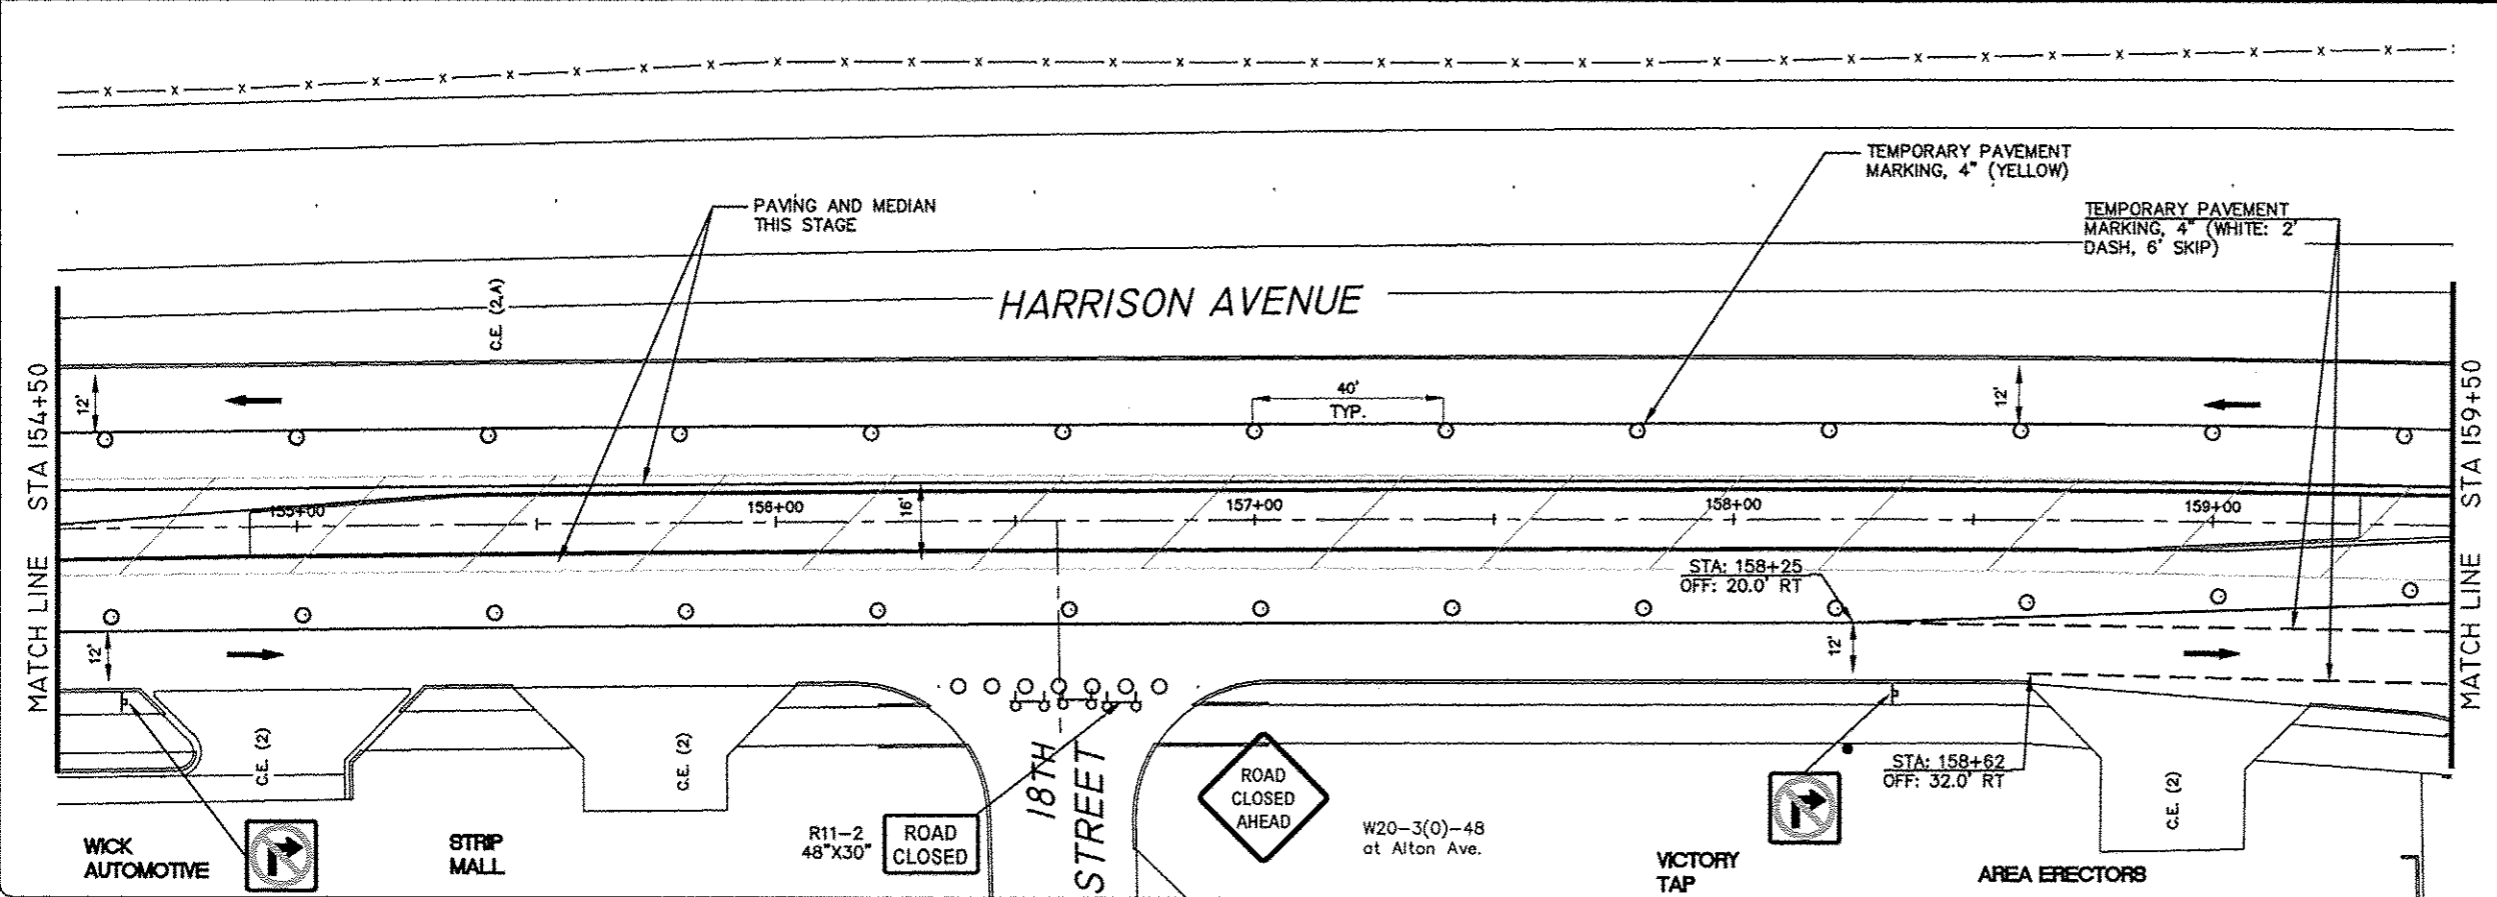 TEMPORARY PAVEMENT
MARKING, 4" (YELLOW)
PAVING AND MEDIAN
THIS STAGE
TEMPORARY PAVEMENT
MARKING, 4" (WHITE: 2'
DASH, 6' SKIP)
C.E. (2,A)
HARRISON AVENUE
MATCH LINE STA 154+50
MATCH LINE STA 159+50
12'
40'
TYP.
12'
155+00
156+00
16'
157+00
158+00
159+00
STA: 158+25
OFF: 20.0' RT
12'
12'
C.E. (2)
C.E. (2)
18TH
STREET
ROAD
CLOSED
AHEAD
STA: 158+62
OFF: 32.0' RT
C.E. (2)
WICK
AUTOMOTIVE
STRIP
MALL
R11-2
48"X30"
ROAD
CLOSED
W20-3(O)-48
at Alton Ave.
VICTORY
TAP
AREA ERECTORS